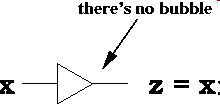 there's no bubble
x
z = x